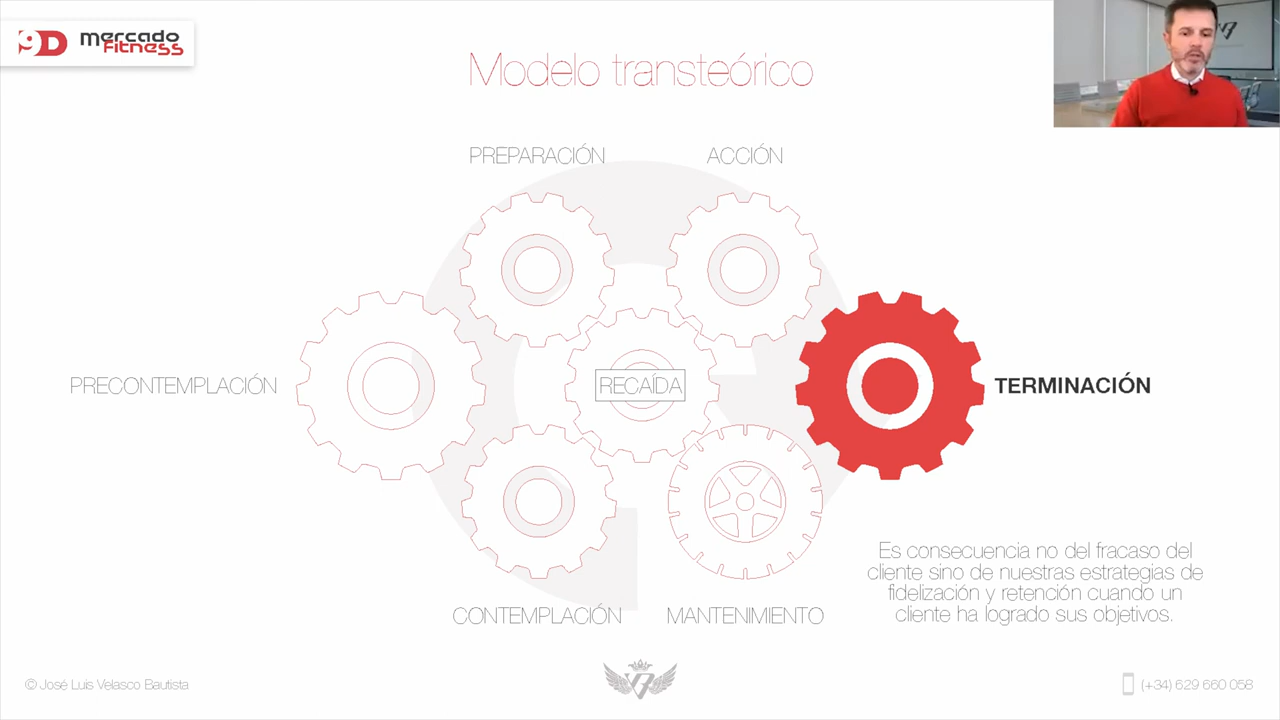 9D mercado
FITNESS
Modelo transteórico
PREPARACIÓN
ACCIÓN
PRECONTEMPLACIÓN
RECAÍDA
TERMINACIÓN
Es consecuencia no del fracaso del
cliente sino de nuestras estrategias de
fidelización y retención cuando un
cliente ha logrado sus objetivos.
CONTEMPLACIÓN
MANTENIMIENTO
© José Luis Velasco Bautista
(+34) 629 660 058